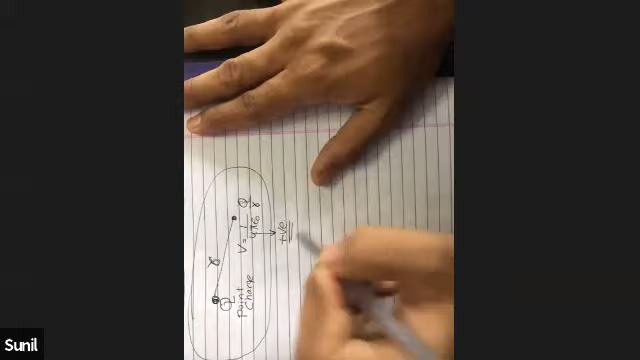 r
Q
Point
Charge
V = 1/4πε₀ Q/r
+ve
Sunil